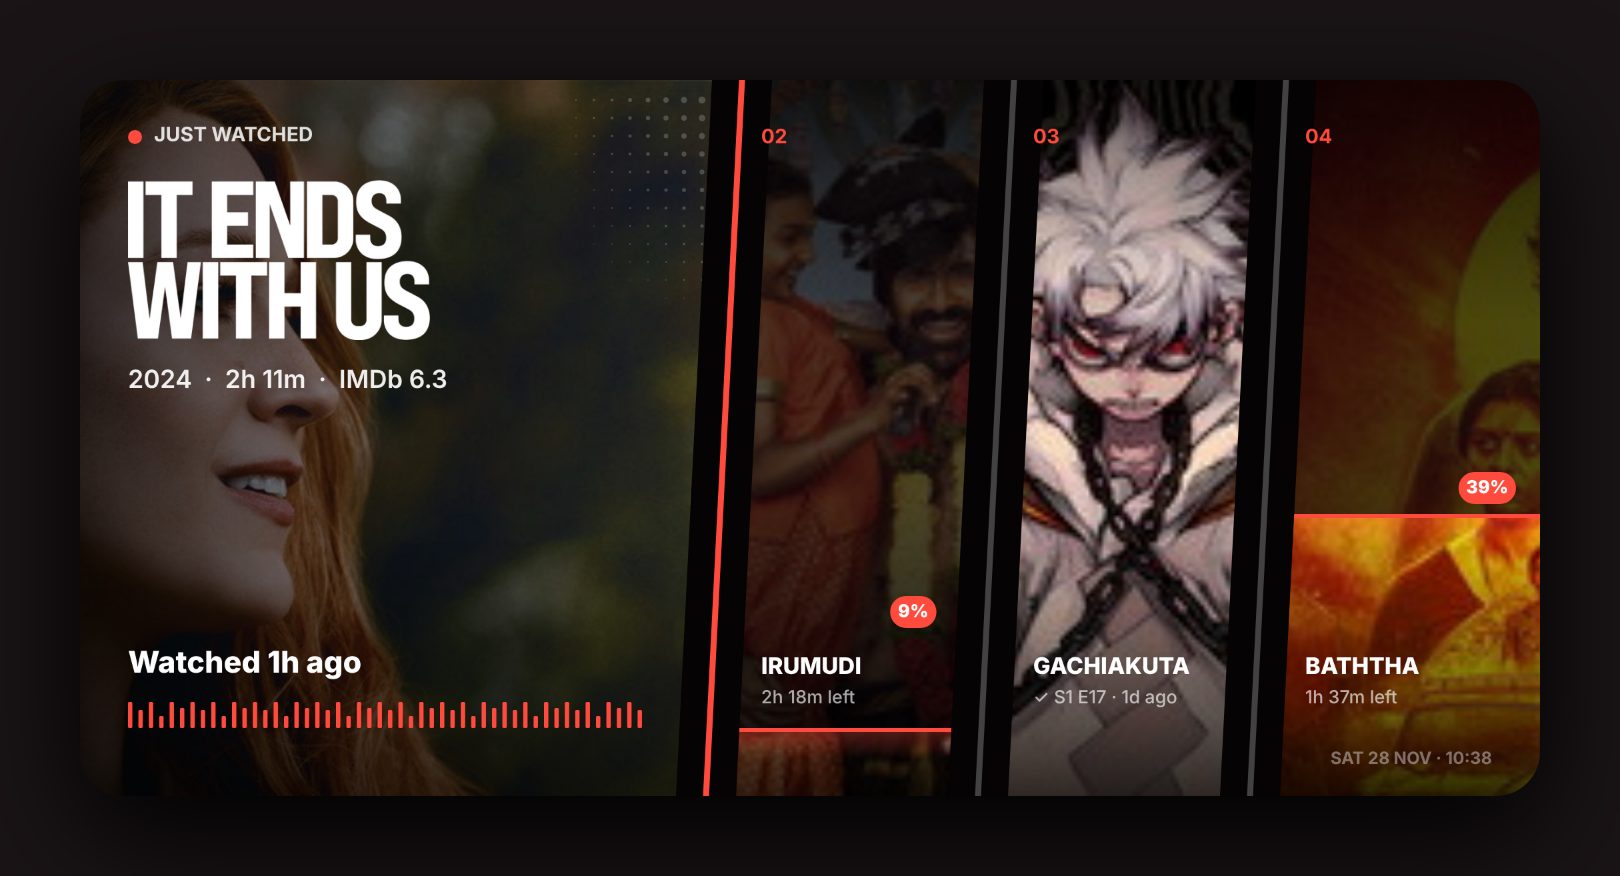 JUST WATCHED
IT ENDS
WITH US
2024 · 2h 11m · IMDb 6.3
Watched 1h ago
02
9%
IRUMUDI
2h 18m left
03
GACHIAKUTA
✓ S1 E17 · 1d ago
04
39%
BATHTHA
1h 37m left
SAT 28 NOV · 10:38